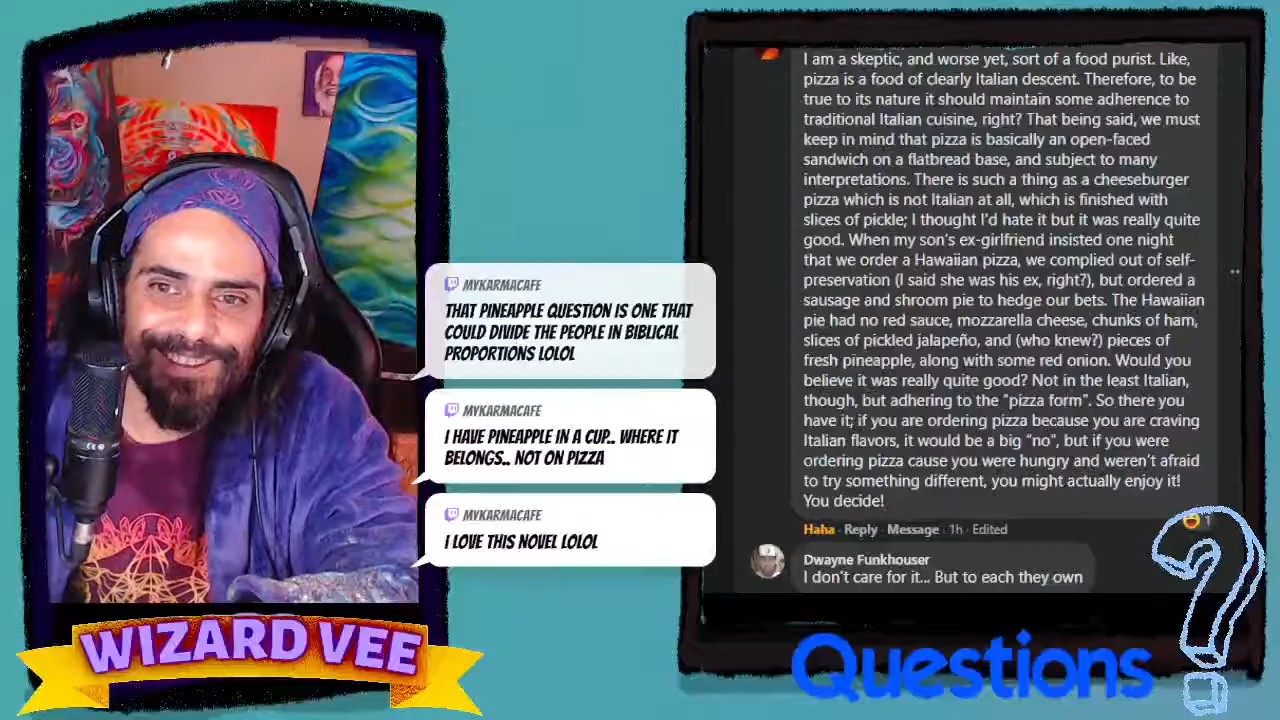 MYKARMACAFE
THAT PINEAPPLE QUESTION IS ONE THAT
COULD DIVIDE THE PEOPLE IN BIBLICAL
PROPORTIONS LOLOL
MYKARMACAFE
I HAVE PINEAPPLE IN A CUP.. WHERE IT
BELONGS.. NOT ON PIZZA
MYKARMACAFE
I LOVE THIS NOVEL LOLOL
WIZARD VEE
I am a skeptic, and worse yet, sort of a food purist. Like,
pizza is a food of clearly Italian descent. Therefore, to be
true to its nature it should maintain some adherence to
traditional Italian cuisine, right? That being said, we must
keep in mind that pizza is basically an open-faced
sandwich on a flatbread base, and subject to many
interpretations. There is such a thing as a cheeseburger
pizza which is not Italian at all, which is finished with
slices of pickle; I thought I'd hate it but it was really quite
good. When my son's ex-girlfriend insisted one night
that we order a Hawaiian pizza, we complied out of self-
preservation (I said she was his ex, right?), but ordered a
sausage and shroom pie to hedge our bets. The Hawaiian
pie had no red sauce, mozzarella cheese, chunks of ham,
slices of pickled jalapeño, and (who knew?) pieces of
fresh pineapple, along with some red onion. Would you
believe it was really quite good? Not in the least Italian,
though, but adhering to the "pizza form". So there you
have it; if you are ordering pizza because you are craving
Italian flavors, it would be a big "no", but if you were
ordering pizza cause you were hungry and weren't afraid
to try something different, you might actually enjoy it!
You decide!
Haha · Reply · Message · 1h · Edited
1
Dwayne Funkhouser
I don't care for it... But to each they own
Questions
?